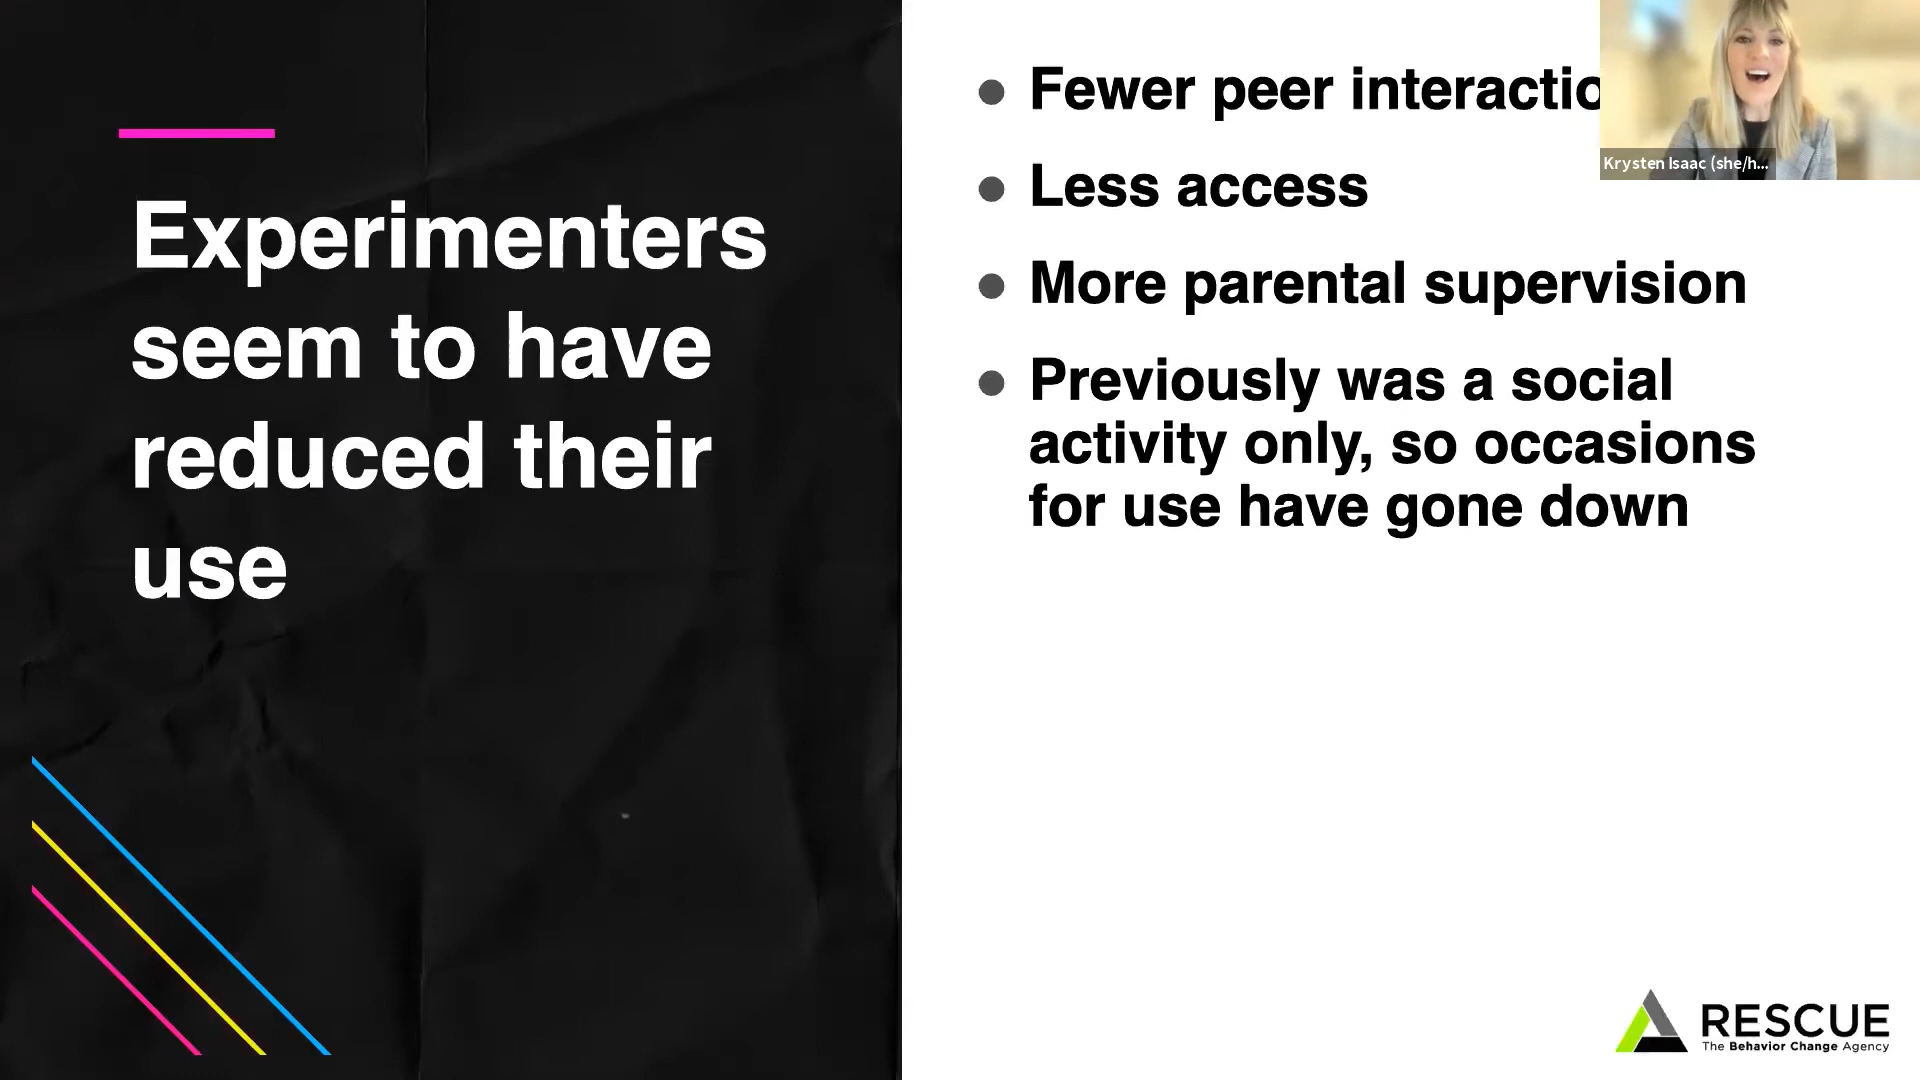 Experimenters
seem to have
reduced their
use
Fewer peer interactio
Less access
More parental supervision
Previously was a social
activity only, so occasions
for use have gone down
Krysten Isaac (she/h...
RESCUE
The Behavior Change Agency